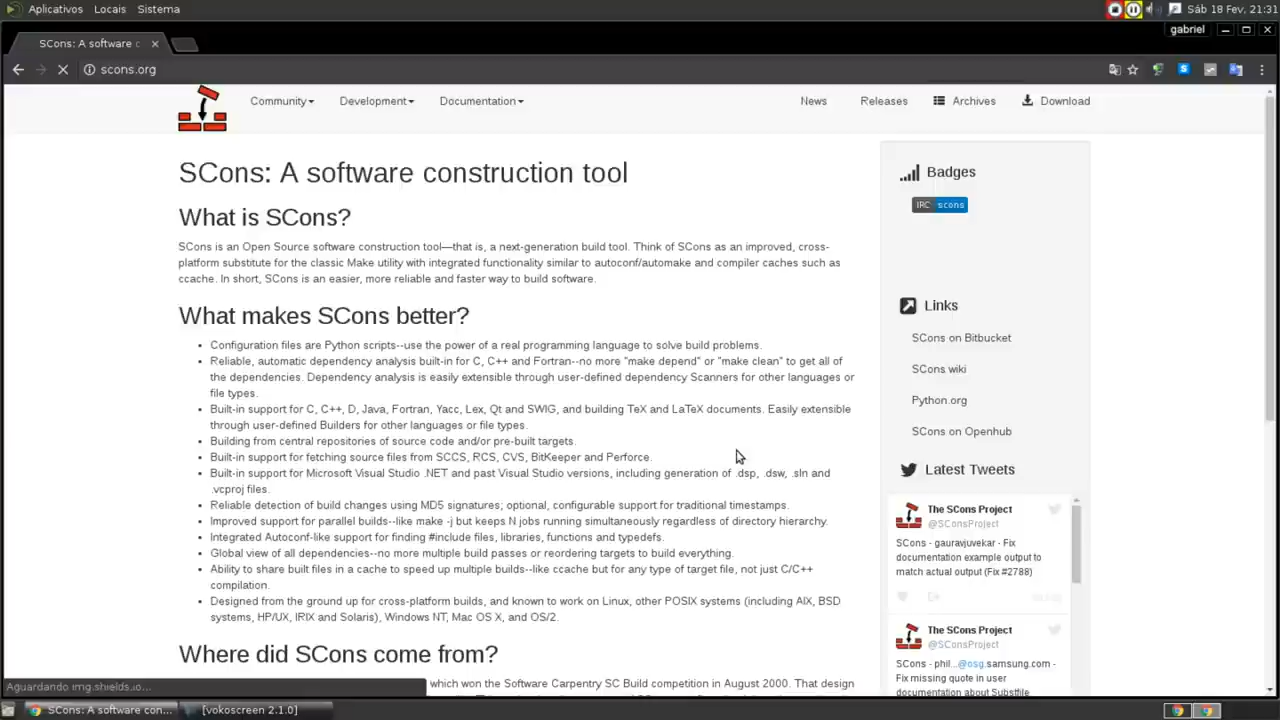 Aplicativos Locais Sistema Sáb 18 Fev, 21:31
gabriel
SCons: A software c
scons.org
Community Development Documentation News Releases Archives Download
SCons: A software construction tool
What is SCons?
SCons is an Open Source software construction tool—that is, a next-generation build tool. Think of SCons as an improved, cross-
platform substitute for the classic Make utility with integrated functionality similar to autoconf/automake and compiler caches such as
ccache. In short, SCons is an easier, more reliable and faster way to build software.
What makes SCons better?
• Configuration files are Python scripts--use the power of a real programming language to solve build problems.
• Reliable, automatic dependency analysis built-in for C, C++ and Fortran--no more "make depend" or "make clean" to get all of
the dependencies. Dependency analysis is easily extensible through user-defined dependency Scanners for other languages or
file types.
• Built-in support for C, C++, D, Java, Fortran, Yacc, Lex, Qt and SWIG, and building TeX and LaTeX documents. Easily extensible
through user-defined Builders for other languages or file types.
• Building from central repositories of source code and/or pre-built targets.
• Built-in support for fetching source files from SCCS, RCS, CVS, BitKeeper and Perforce.
• Built-in support for Microsoft Visual Studio .NET and past Visual Studio versions, including generation of .dsp, .dsw, .sln and
.vcproj files.
• Reliable detection of build changes using MD5 signatures; optional, configurable support for traditional timestamps.
• Improved support for parallel builds--like make -j but keeps N jobs running simultaneously regardless of directory hierarchy.
• Integrated Autoconf-like support for finding #include files, libraries, functions and typedefs.
• Global view of all dependencies--no more multiple build passes or reordering targets to build everything.
• Ability to share built files in a cache to speed up multiple builds--like ccache but for any type of target file, not just C/C++
compilation.
• Designed from the ground up for cross-platform builds, and known to work on Linux, other POSIX systems (including AIX, BSD
systems, HP/UX, IRIX and Solaris), Windows NT, Mac OS X, and OS/2.
Where did SCons come from?
which won the Software Carpentry SC Build competition in August 2000. That design
Badges
IRC scons
Links
SCons on Bitbucket
SCons wiki
Python.org
SCons on Openhub
Latest Tweets
The SCons Project
@SConsProject
SCons - gauravjuvekar - Fix
documentation example output to
match actual output (Fix #2788)
The SCons Project
@SConsProject
SCons - phil...@osg.samsung.com -
Fix missing quote in user
documentation about Substfile
Aguardando img.shields.io...
SCons: A software con... [vokoscreen 2.1.0]